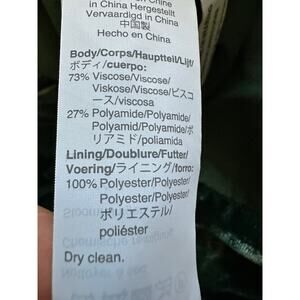 in China Hergestellt
Vervaardigd in China
中国製
Hecho en China
Body/Corps/Hauptteil/Lijf/
ボディ/cuerpo:
73% Viscose/Viscose/
Viskose/Viscose/ビスコ
ース/viscosa
27% Polyamide/Polyamide/
Polyamid/Polyamide/ポ
リアミド/poliamida
Lining/Doublure/Futter/
Voering/ライニング/forro:
100% Polyester/Polyester/
Polyester/Polyester/
ポリエステル/
poliéster
Dry clean.